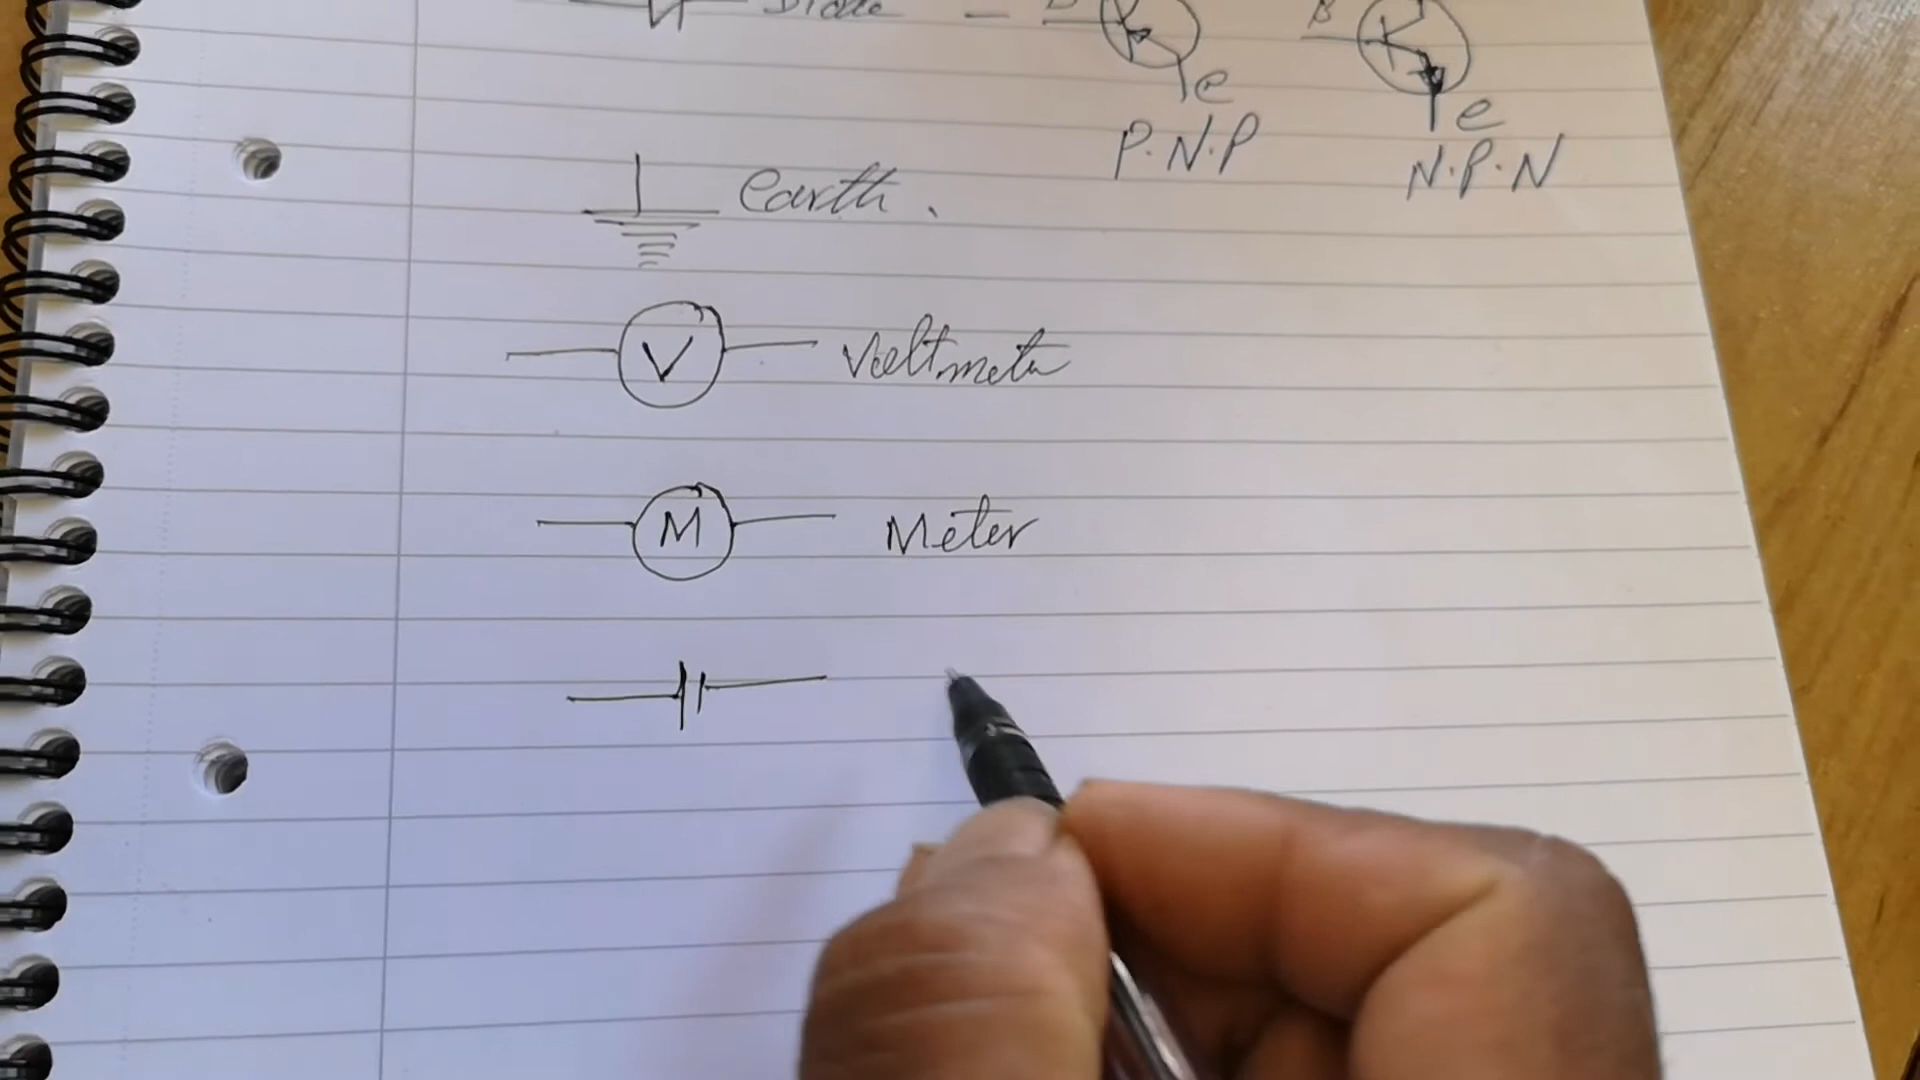 Diode B B
e
e
P.N.P
N.P.N
earth.
V Voltmeter
M Meter